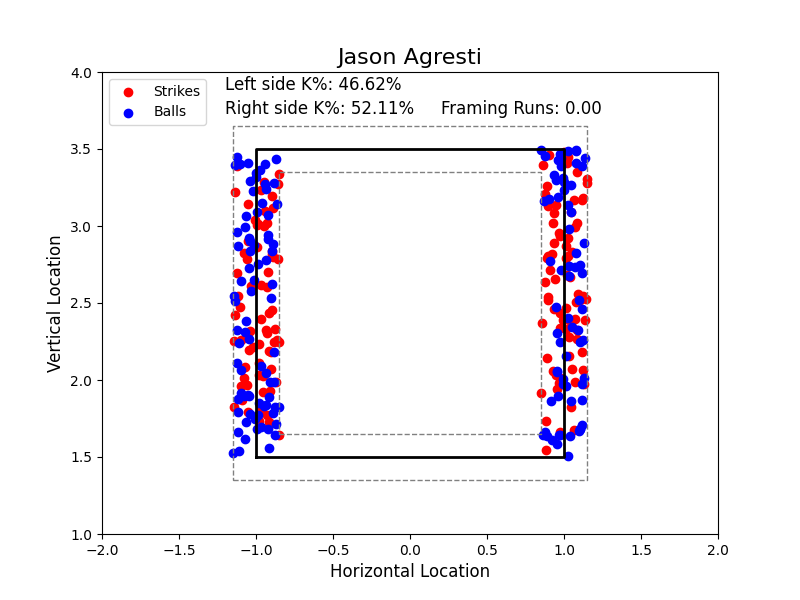 Jason Agresti
Strikes
Balls
Left side K%: 46.62%
Right side K%: 52.11% Framing Runs: 0.00
4.0
3.5
3.0
2.5
2.0
1.5
1.0
Vertical Location
−2.0 −1.5 −1.0 −0.5 0.0 0.5 1.0 1.5 2.0
Horizontal Location